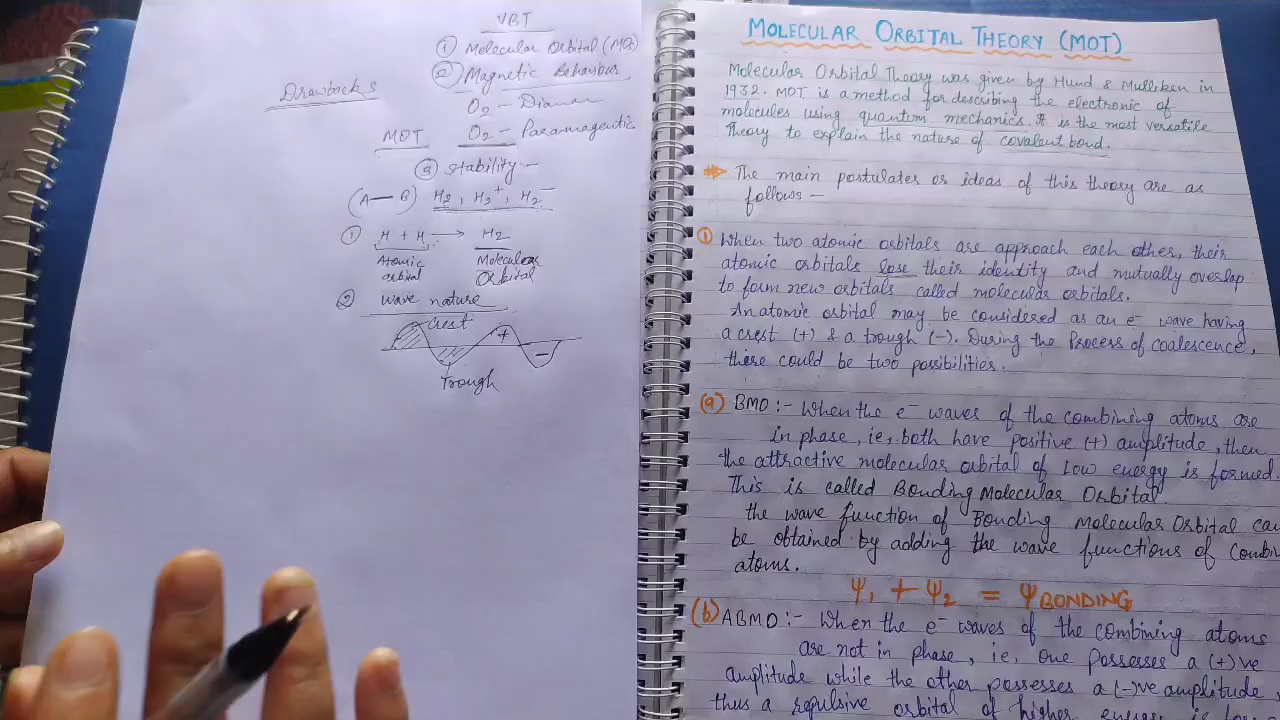 VBT
① Molecular Orbital (MOT)
② Magnetic Behaviour
Drawbacks
O2 - Diamar
MOT
O2 - Paramagentic
③ stability -
(A — B) H2, H2+, H2-
① H + H → H2
Atomic Molecular
orbital Orbital
② wave nature
Crest
+
-
Trough
MOLECULAR ORBITAL THEORY (MOT)
Molecular Orbital Theory was given by Hund & Mulliken in
1932. MOT is a method for describing the electronic of
molecules using quantum mechanics. It is the most versatile
Theory to explain the nature of covalent bond.
The main postulates or ideas of this theory are as
follows -
① When two atomic orbitals are approach each other, their
atomic orbitals lose their identity and mutually overlap
to form new orbitals called molecular orbitals.
An atomic orbital may be considered as an e- wave having
a crest (+) & a trough (-). During the Process of coalescence,
there could be two possibilities.
(a) BMO :- When the e- waves of the combining atoms are
in phase, ie, both have positive (+) amplitude, then
the attractive molecular orbital of Low energy is formed.
This is called Bonding Molecular Orbital.
the wave function of Bonding Molecular Orbital can
be obtained by adding the wave functions of combi
atoms.
Ψ1 + Ψ2 = Ψ BONDING
(b) ABMO :- When the e- waves of the combining atoms
are not in phase, ie, one possesses a (+)ve
amplitude while the other possesses (-)ve amplitude
thus a repulsive orbital of higher